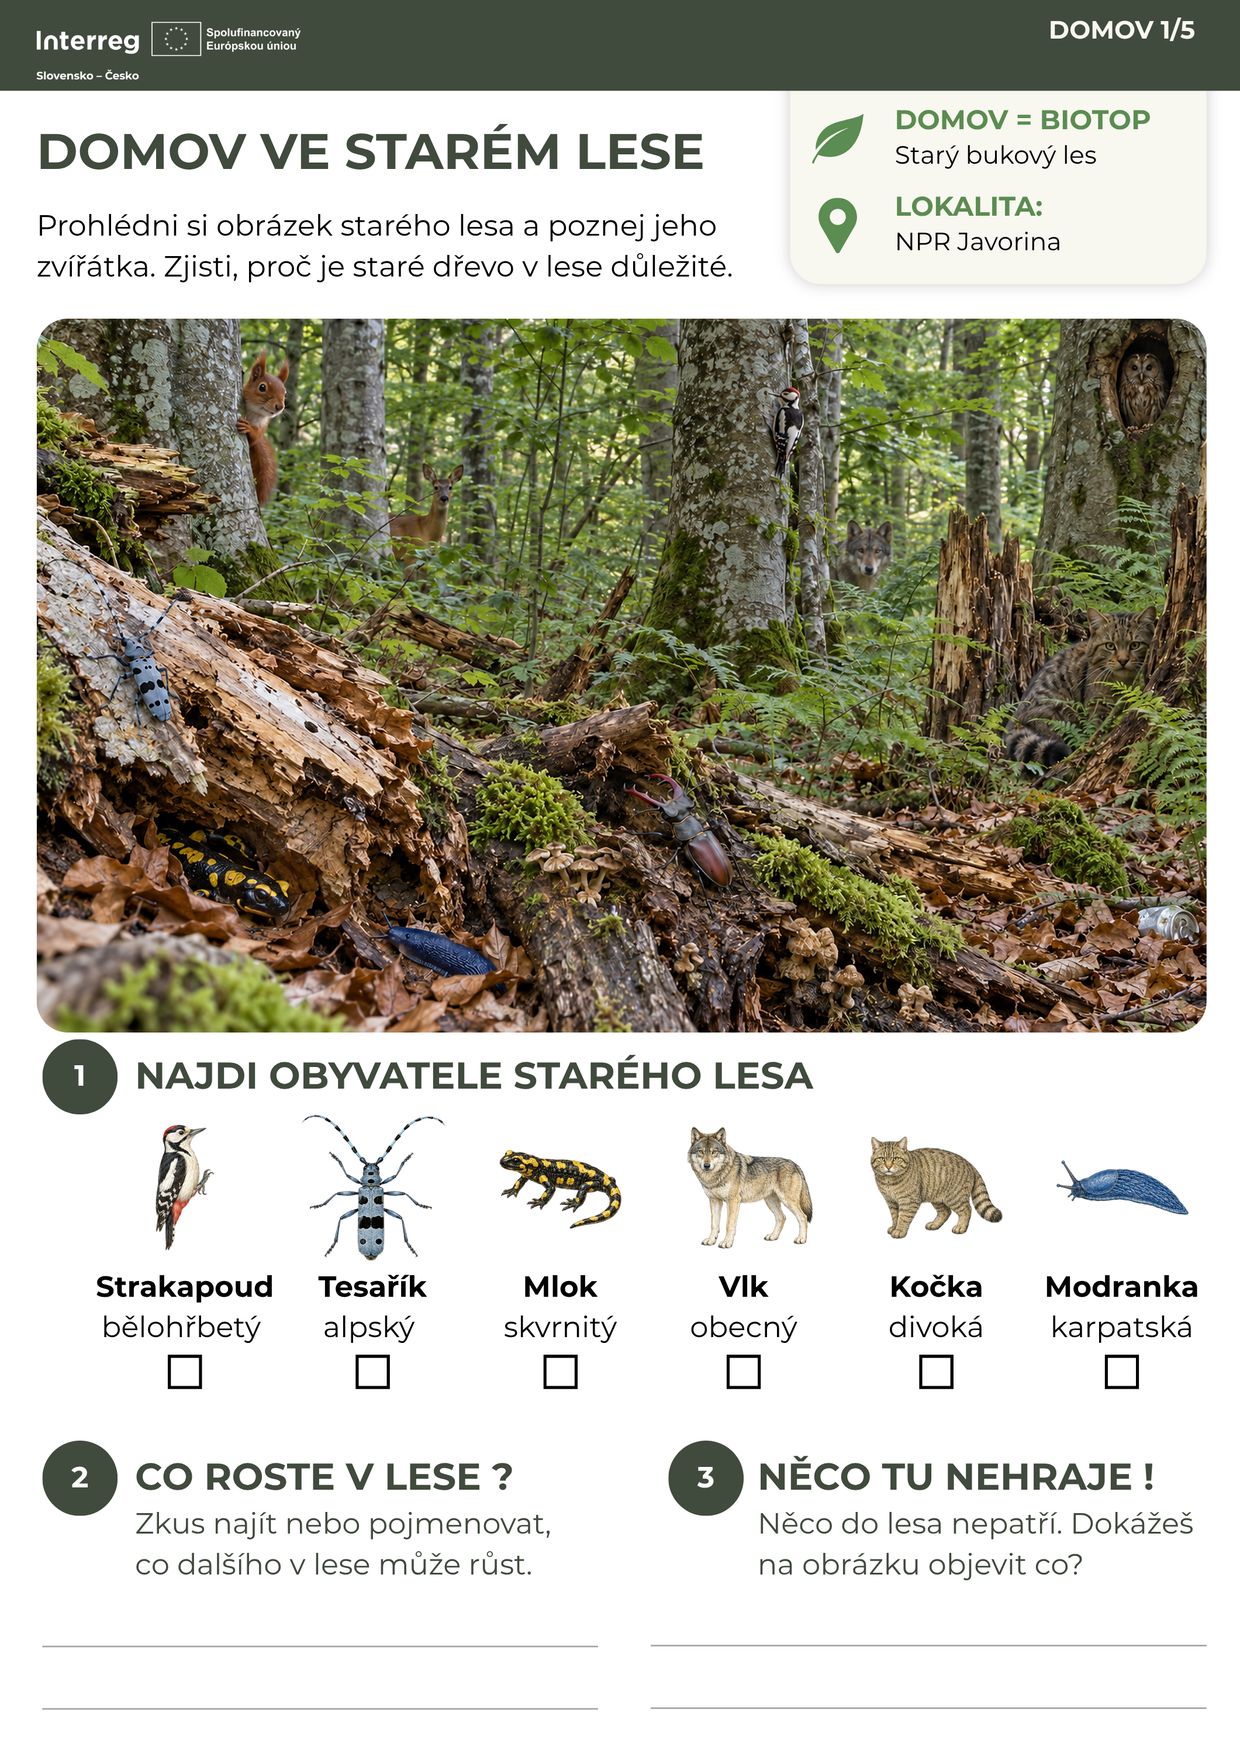 Interreg
Spolufinancovaný
Európskou úniou
Slovensko – Česko
DOMOV 1/5
DOMOV VE STARÉM LESE
Prohlédni si obrázek starého lesa a poznej jeho
zvířátka. Zjisti, proč je staré dřevo v lese důležité.
DOMOV = BIOTOP
Starý bukový les
LOKALITA:
NPR Javorina
1
NAJDI OBYVATELE STARÉHO LESA
Strakapoud
bělohřbetý
Tesařík
alpský
Mlok
skvrnitý
Vlk
obecný
Kočka
divoká
Modranka
karpatská
2
CO ROSTE V LESE ?
Zkus najít nebo pojmenovat,
co dalšího v lese může růst.
3
NĚCO TU NEHRAJE !
Něco do lesa nepatří. Dokážeš
na obrázku objevit co?